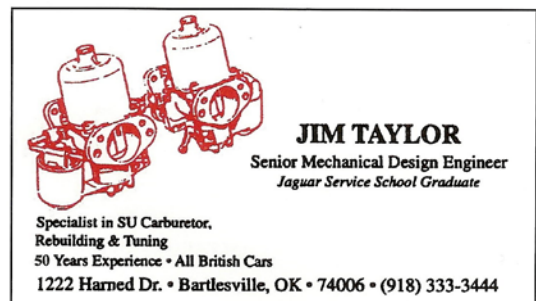 JIM TAYLOR
Senior Mechanical Design Engineer
Jaguar Service School Graduate
Specialist in SU Carburetor,
Rebuilding & Tuning
50 Years Experience • All British Cars
1222 Harned Dr. • Bartlesville, OK • 74006 • (918) 333-3444